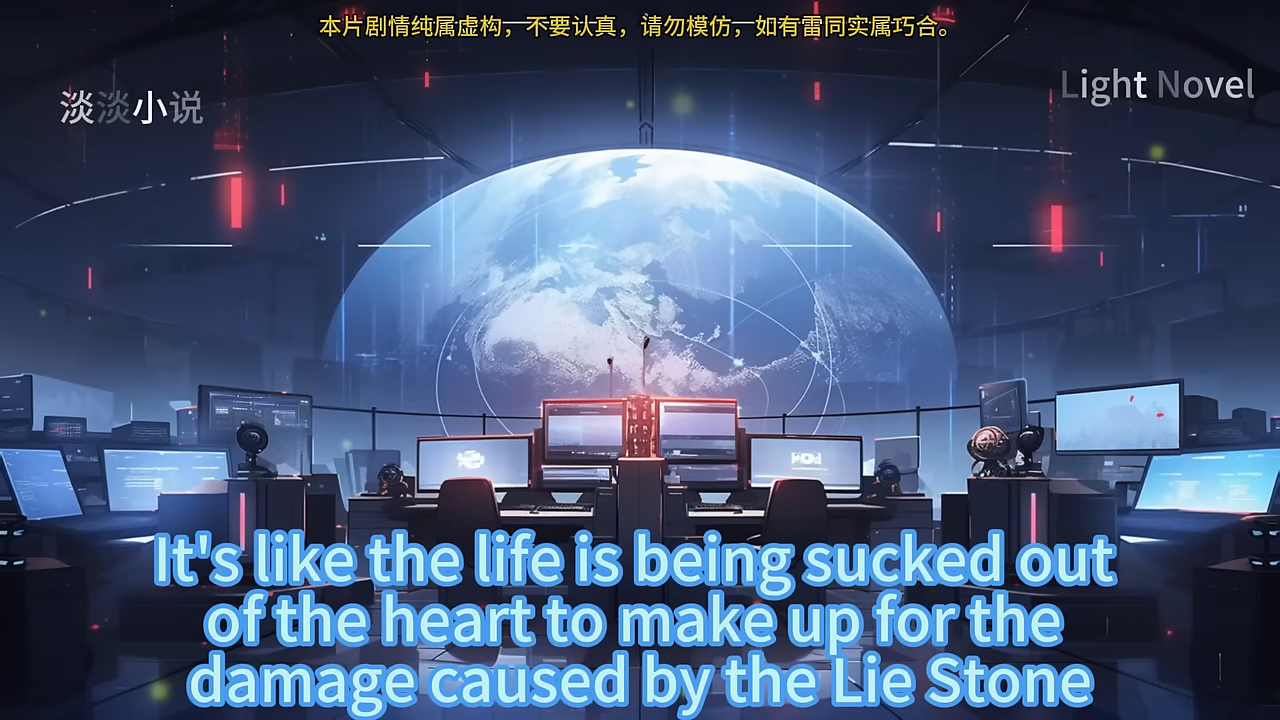 本片剧情纯属虚构，不要认真，请勿模仿，如有雷同实属巧合。
淡淡小说
Light Novel
It's like the life is being sucked out
of the heart to make up for the
damage caused by the Lie Stone